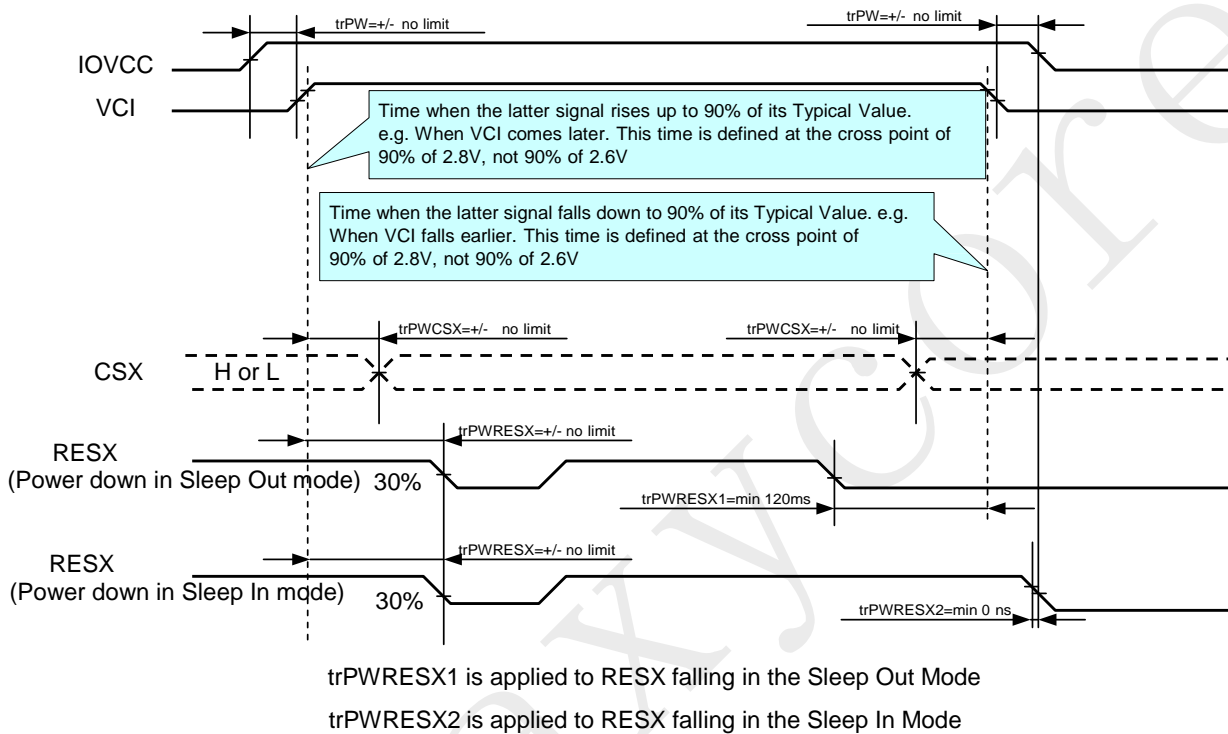 trPW=+/- no limit
trPW=+/- no limit
IOVCC
VCI
Time when the latter signal rises up to 90% of its Typical Value.
e.g. When VCI comes later. This time is defined at the cross point of
90% of 2.8V, not 90% of 2.6V
Time when the latter signal falls down to 90% of its Typical Value. e.g.
When VCI falls earlier. This time is defined at the cross point of
90% of 2.8V, not 90% of 2.6V
trPWCSX=+/- no limit
trPWCSX=+/- no limit
CSX
H or L
trPWRESX=+/- no limit
RESX
(Power down in Sleep Out mode)
30%
trPWRESX1=min 120ms
trPWRESX=+/- no limit
RESX
(Power down in Sleep In mode)
30%
trPWRESX2=min 0 ns
trPWRESX1 is applied to RESX falling in the Sleep Out Mode
trPWRESX2 is applied to RESX falling in the Sleep In Mode
axycore